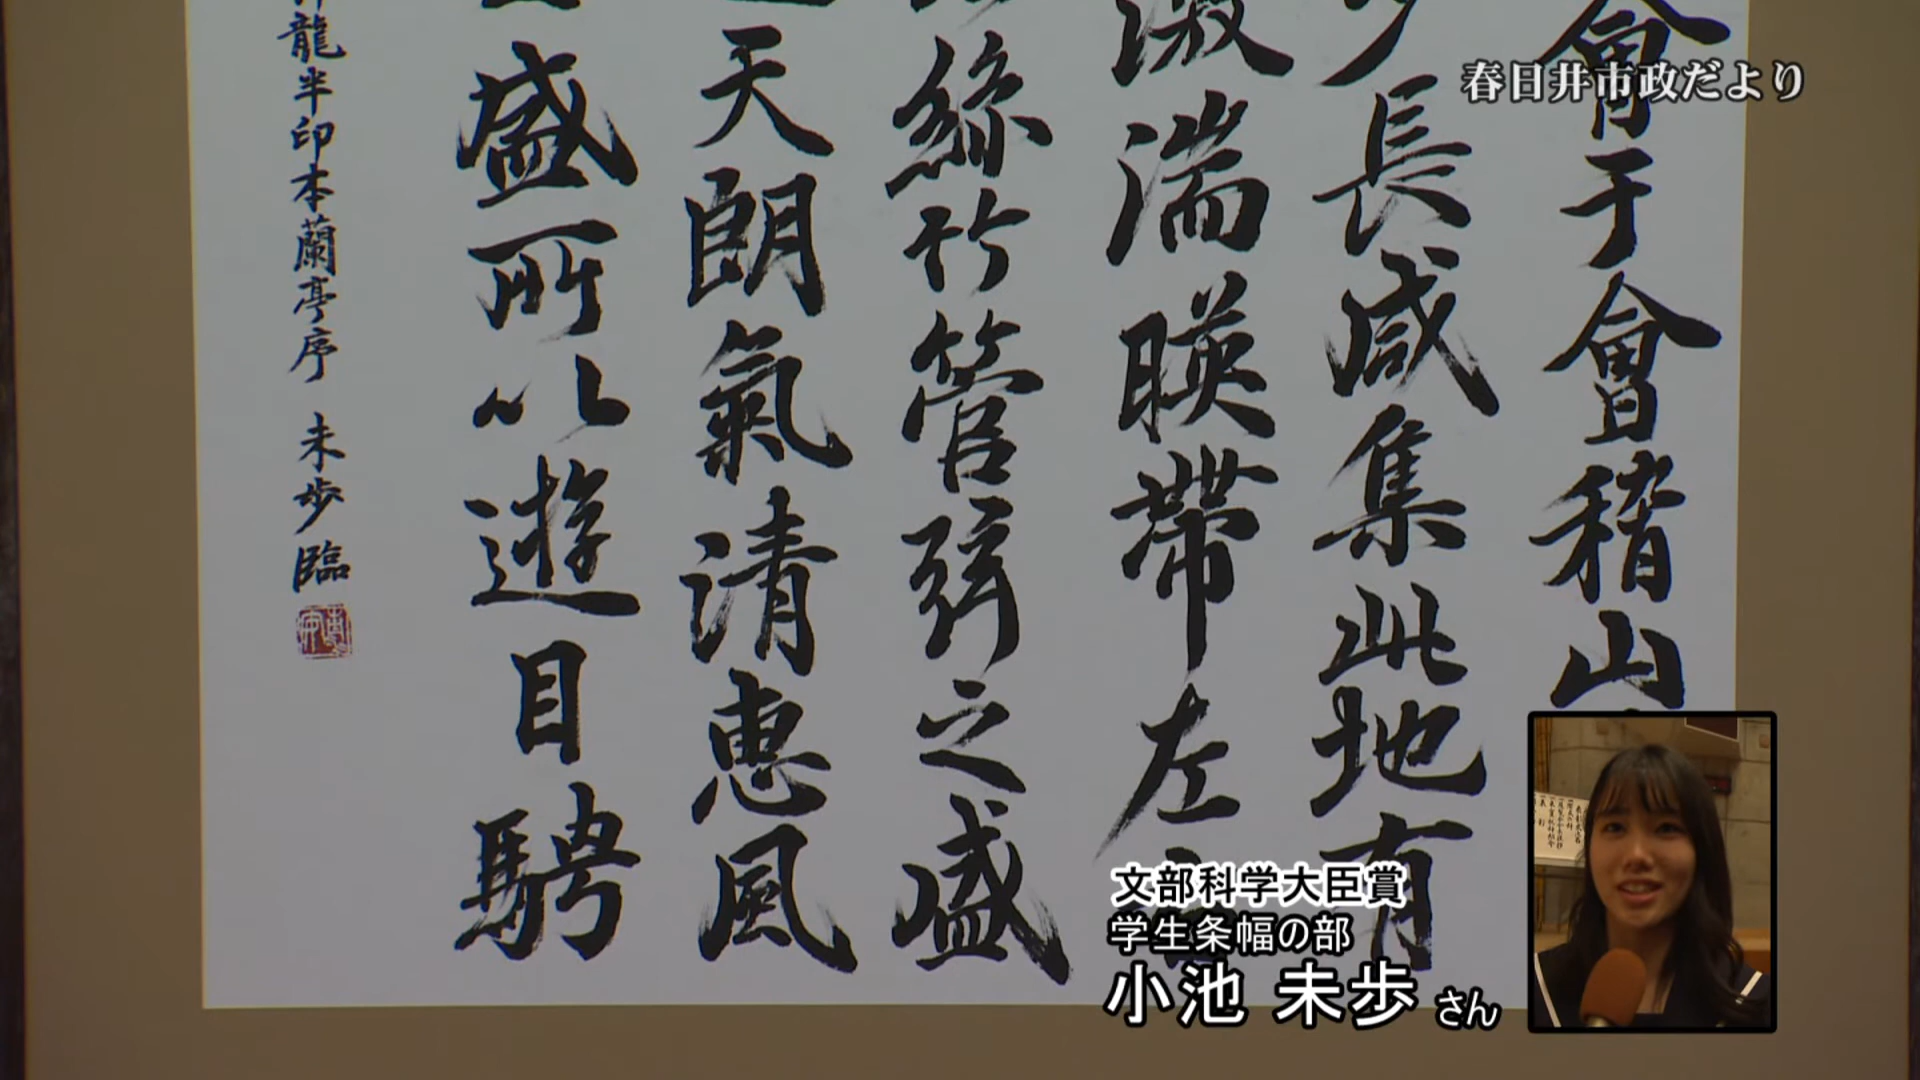 春日井市政だより
會于會稽山
少長咸集此地有
激湍暎帶左右
絲竹管弦之盛
天朗氣清惠風
盛所以遊目騁
龍半印本蘭亭序 未歩臨
文部科学大臣賞
学生条幅の部
小池 未歩 さん